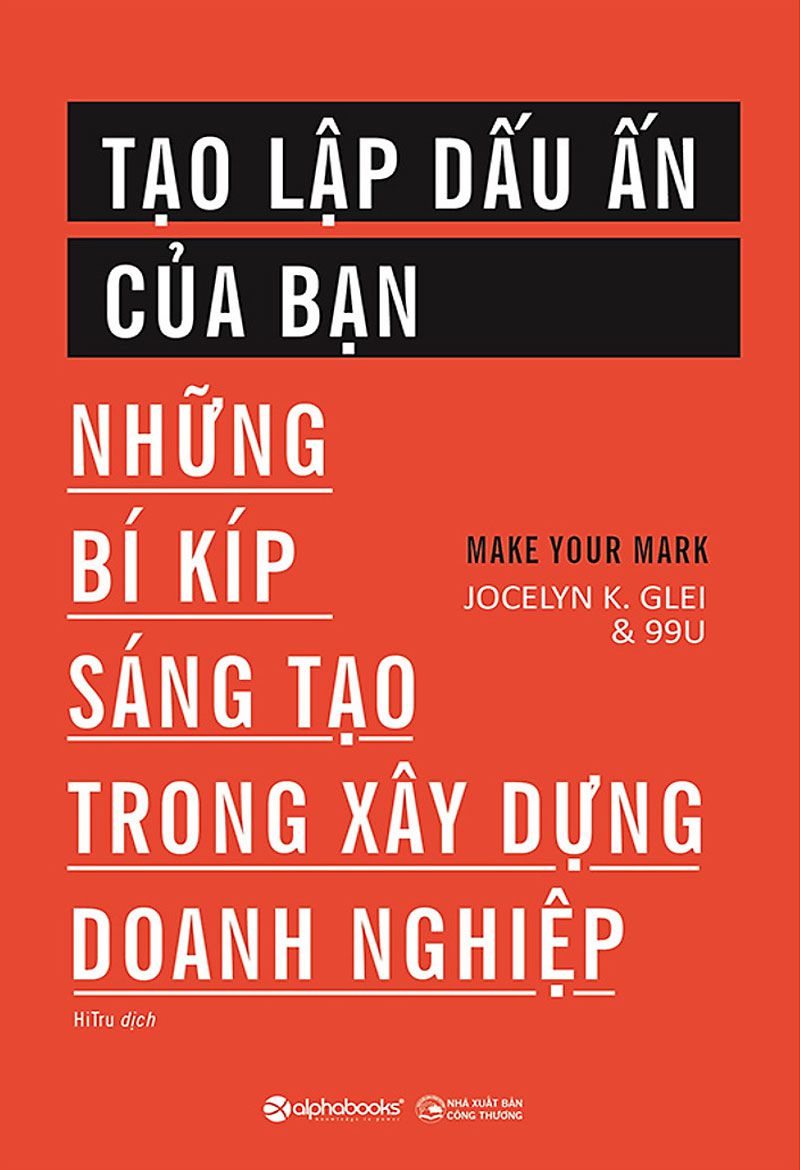 TẠO LẬP DẤU ẤN
CỦA BẠN
NHỮNG
BÍ KÍP
SÁNG TẠO
TRONG XÂY DỰNG
DOANH NGHIỆP
MAKE YOUR MARK
JOCELYN K. GLEI
& 99U
HiTru dịch
alphabooks®
knowledge is power
NHÀ XUẤT BẢN
CÔNG THƯƠNG